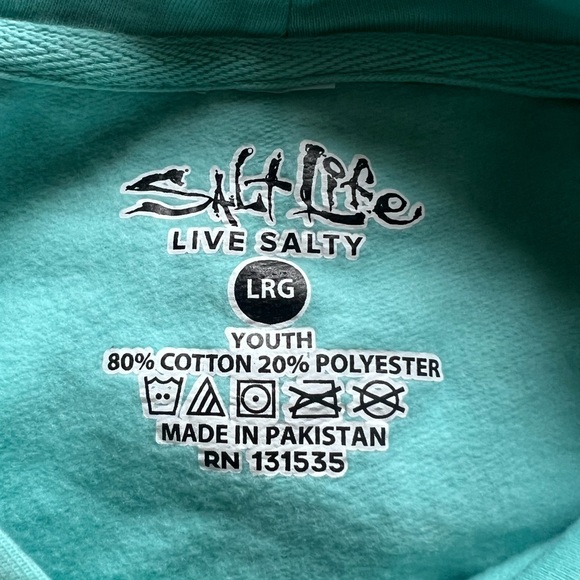 Salt Life
LIVE SALTY
LRG
YOUTH
80% COTTON 20% POLYESTER
MADE IN PAKISTAN
RN 131535